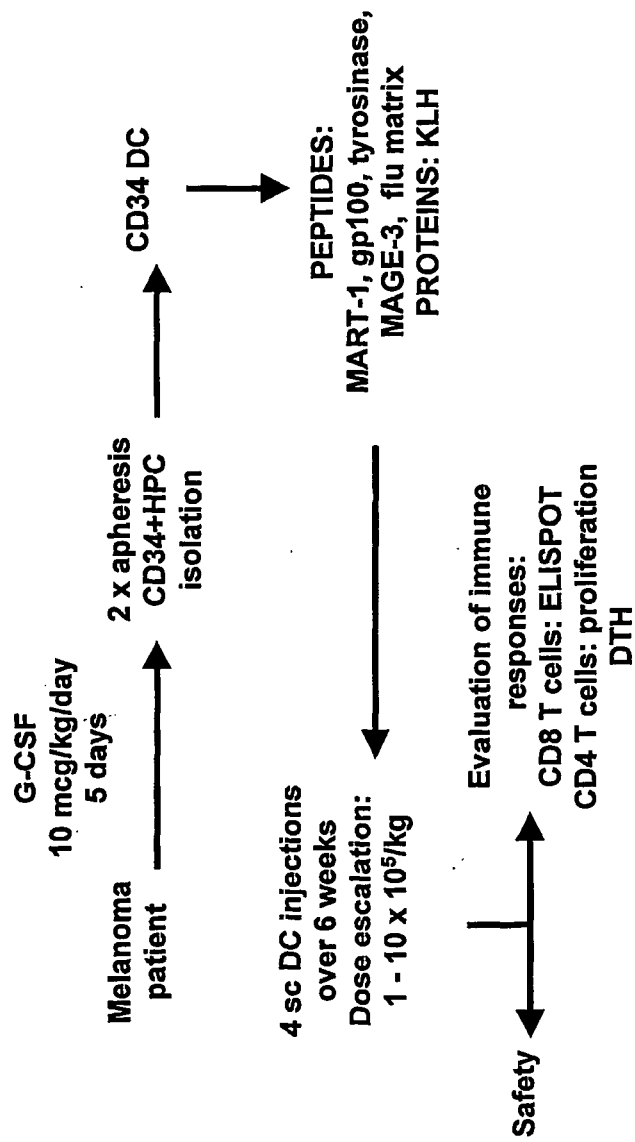 G-CSF
10 mcg/kg/day
5 days
Melanoma
patient
2 x apheresis
CD34+HPC
isolation
CD34 DC
PEPTIDES:
MART-1, gp100, tyrosinase,
MAGE-3, flu matrix
PROTEINS: KLH
4 sc DC injections
over 6 weeks
Dose escalation:
1 - 10 x 10⁵/kg
Safety
Evaluation of immune
responses:
CD8 T cells: ELISPOT
CD4 T cells: proliferation
DTH